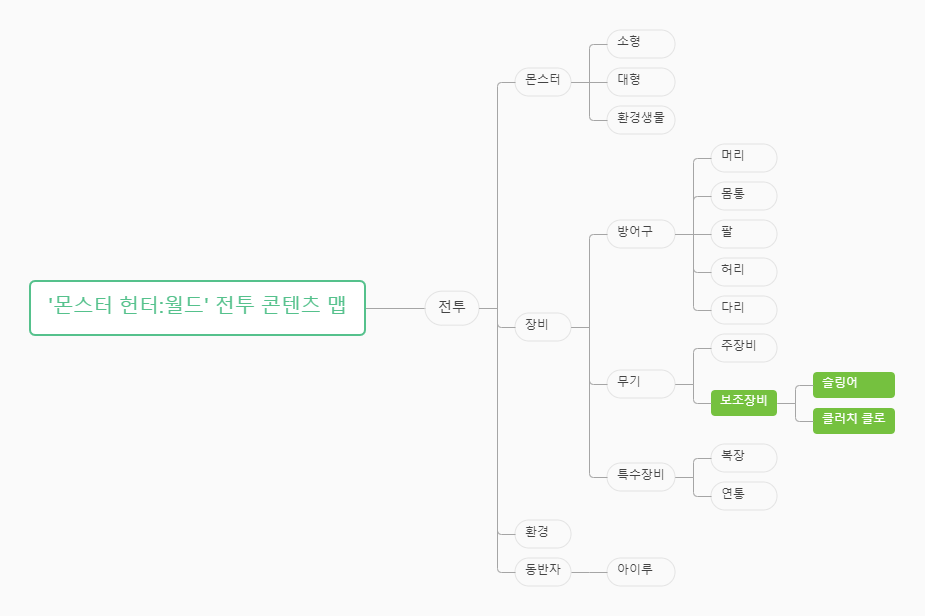 '몬스터 헌터:월드' 전투 콘텐츠 맵
전투
몬스터
소형
대형
환경생물
장비
방어구
머리
몸통
팔
허리
다리
무기
주장비
보조장비
슬링어
클러치 클로
특수장비
복장
연통
환경
동반자
아이루